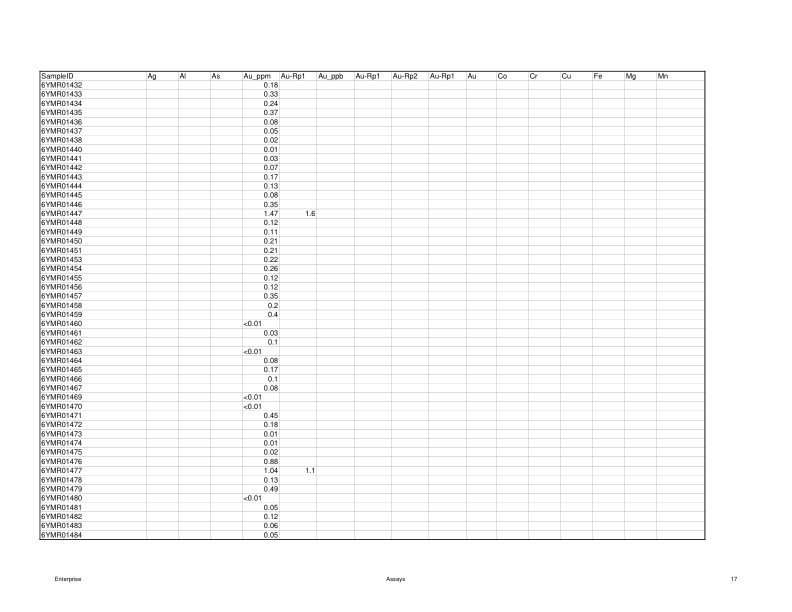 SampleID Ag Al As Au_ppm Au-Rp1 Au_ppb Au-Rp1 Au-Rp2 Au-Rp1 Au Co Cr Cu Fe Mg Mn
6YMR01432 0.18
6YMR01433 0.33
6YMR01434 0.24
6YMR01435 0.37
6YMR01436 0.08
6YMR01437 0.05
6YMR01438 0.02
6YMR01440 0.01
6YMR01441 0.03
6YMR01442 0.07
6YMR01443 0.17
6YMR01444 0.13
6YMR01445 0.08
6YMR01446 0.35
6YMR01447 1.47 1.6
6YMR01448 0.12
6YMR01449 0.11
6YMR01450 0.21
6YMR01451 0.21
6YMR01453 0.22
6YMR01454 0.26
6YMR01455 0.12
6YMR01456 0.12
6YMR01457 0.35
6YMR01458 0.2
6YMR01459 0.4
6YMR01460 <0.01
6YMR01461 0.03
6YMR01462 0.1
6YMR01463 <0.01
6YMR01464 0.08
6YMR01465 0.17
6YMR01466 0.1
6YMR01467 0.08
6YMR01469 <0.01
6YMR01470 <0.01
6YMR01471 0.45
6YMR01472 0.18
6YMR01473 0.01
6YMR01474 0.01
6YMR01475 0.02
6YMR01476 0.88
6YMR01477 1.04 1.1
6YMR01478 0.13
6YMR01479 0.49
6YMR01480 <0.01
6YMR01481 0.05
6YMR01482 0.12
6YMR01483 0.06
6YMR01484 0.05
Enterprise Assays 17